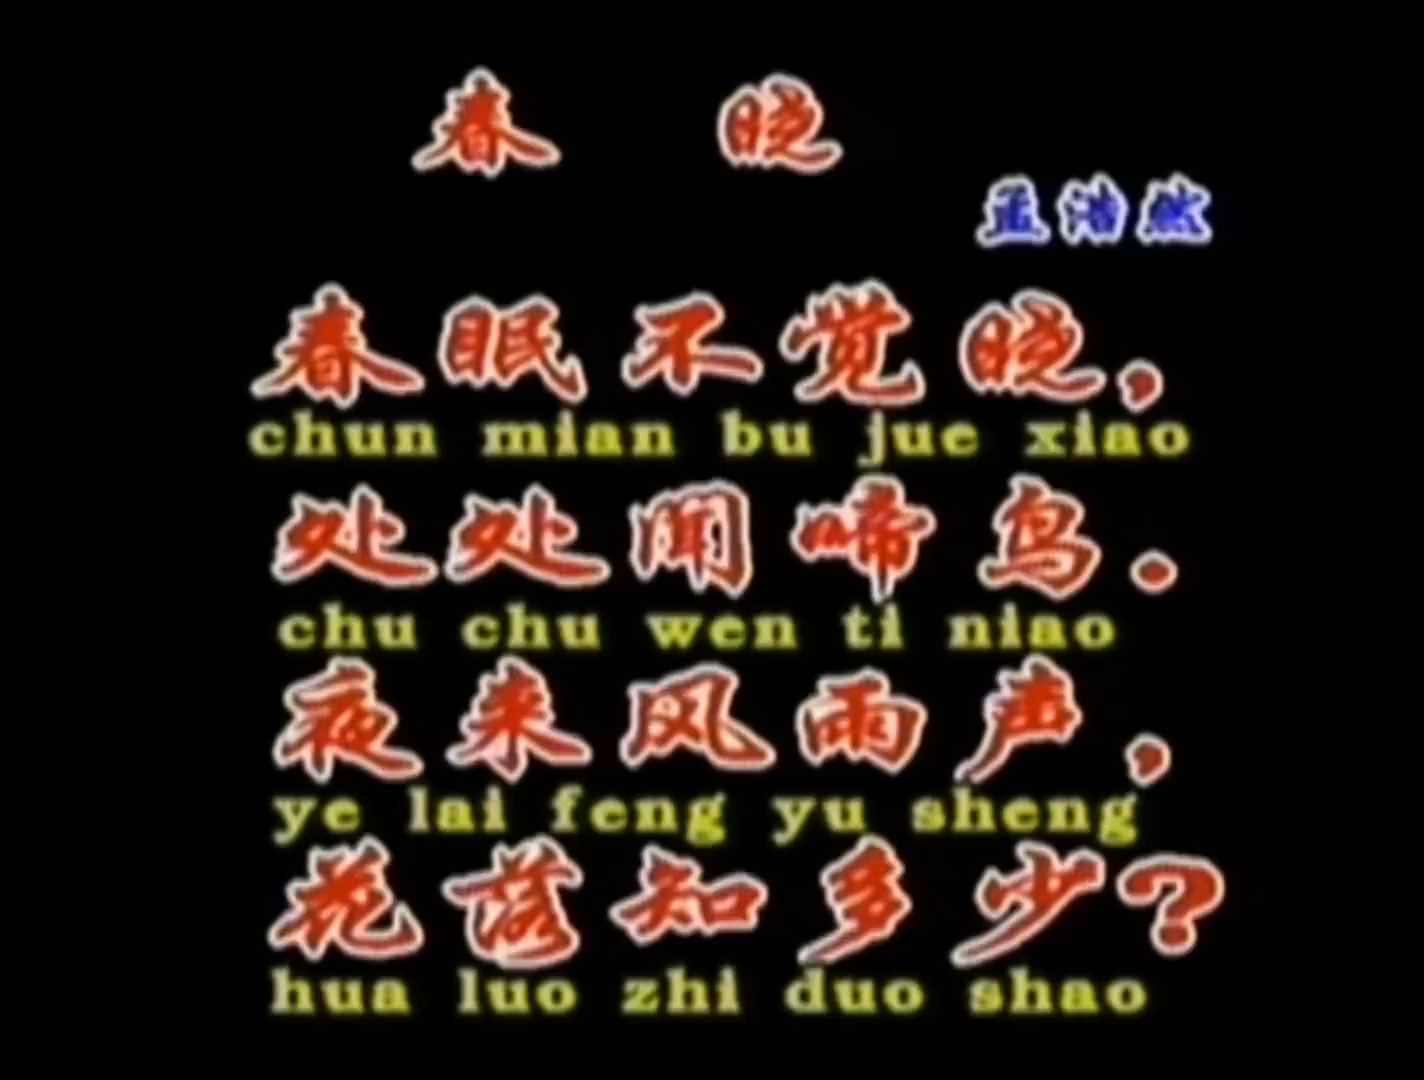 春 晓
孟浩然
春眠不觉晓，
chun mian bu jue xiao
处处闻啼鸟.
chu chu wen ti niao
夜来风雨声，
ye lai feng yu sheng
花落知多少？
hua luo zhi duo shao